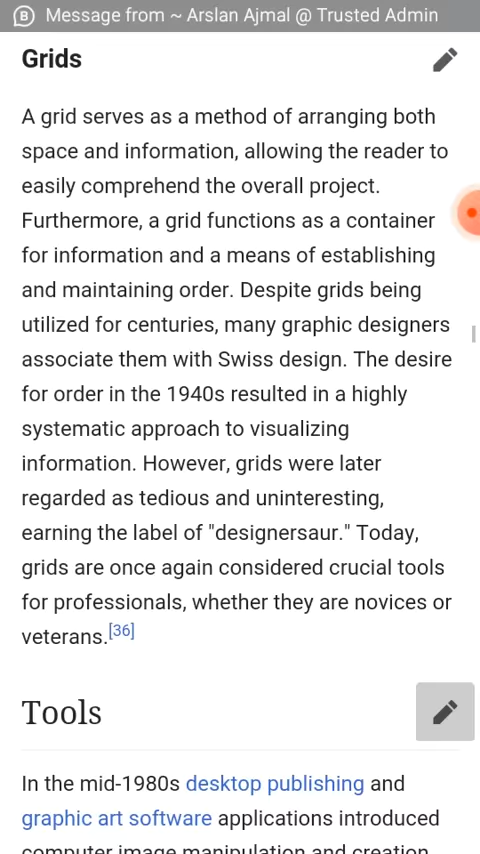 Message from ~ Arslan Ajmal @ Trusted Admin
Grids
A grid serves as a method of arranging both
space and information, allowing the reader to
easily comprehend the overall project.
Furthermore, a grid functions as a container
for information and a means of establishing
and maintaining order. Despite grids being
utilized for centuries, many graphic designers
associate them with Swiss design. The desire
for order in the 1940s resulted in a highly
systematic approach to visualizing
information. However, grids were later
regarded as tedious and uninteresting,
earning the label of "designersaur." Today,
grids are once again considered crucial tools
for professionals, whether they are novices or
veterans.[36]
Tools
In the mid-1980s desktop publishing and
graphic art software applications introduced
computer image manipulation and creation